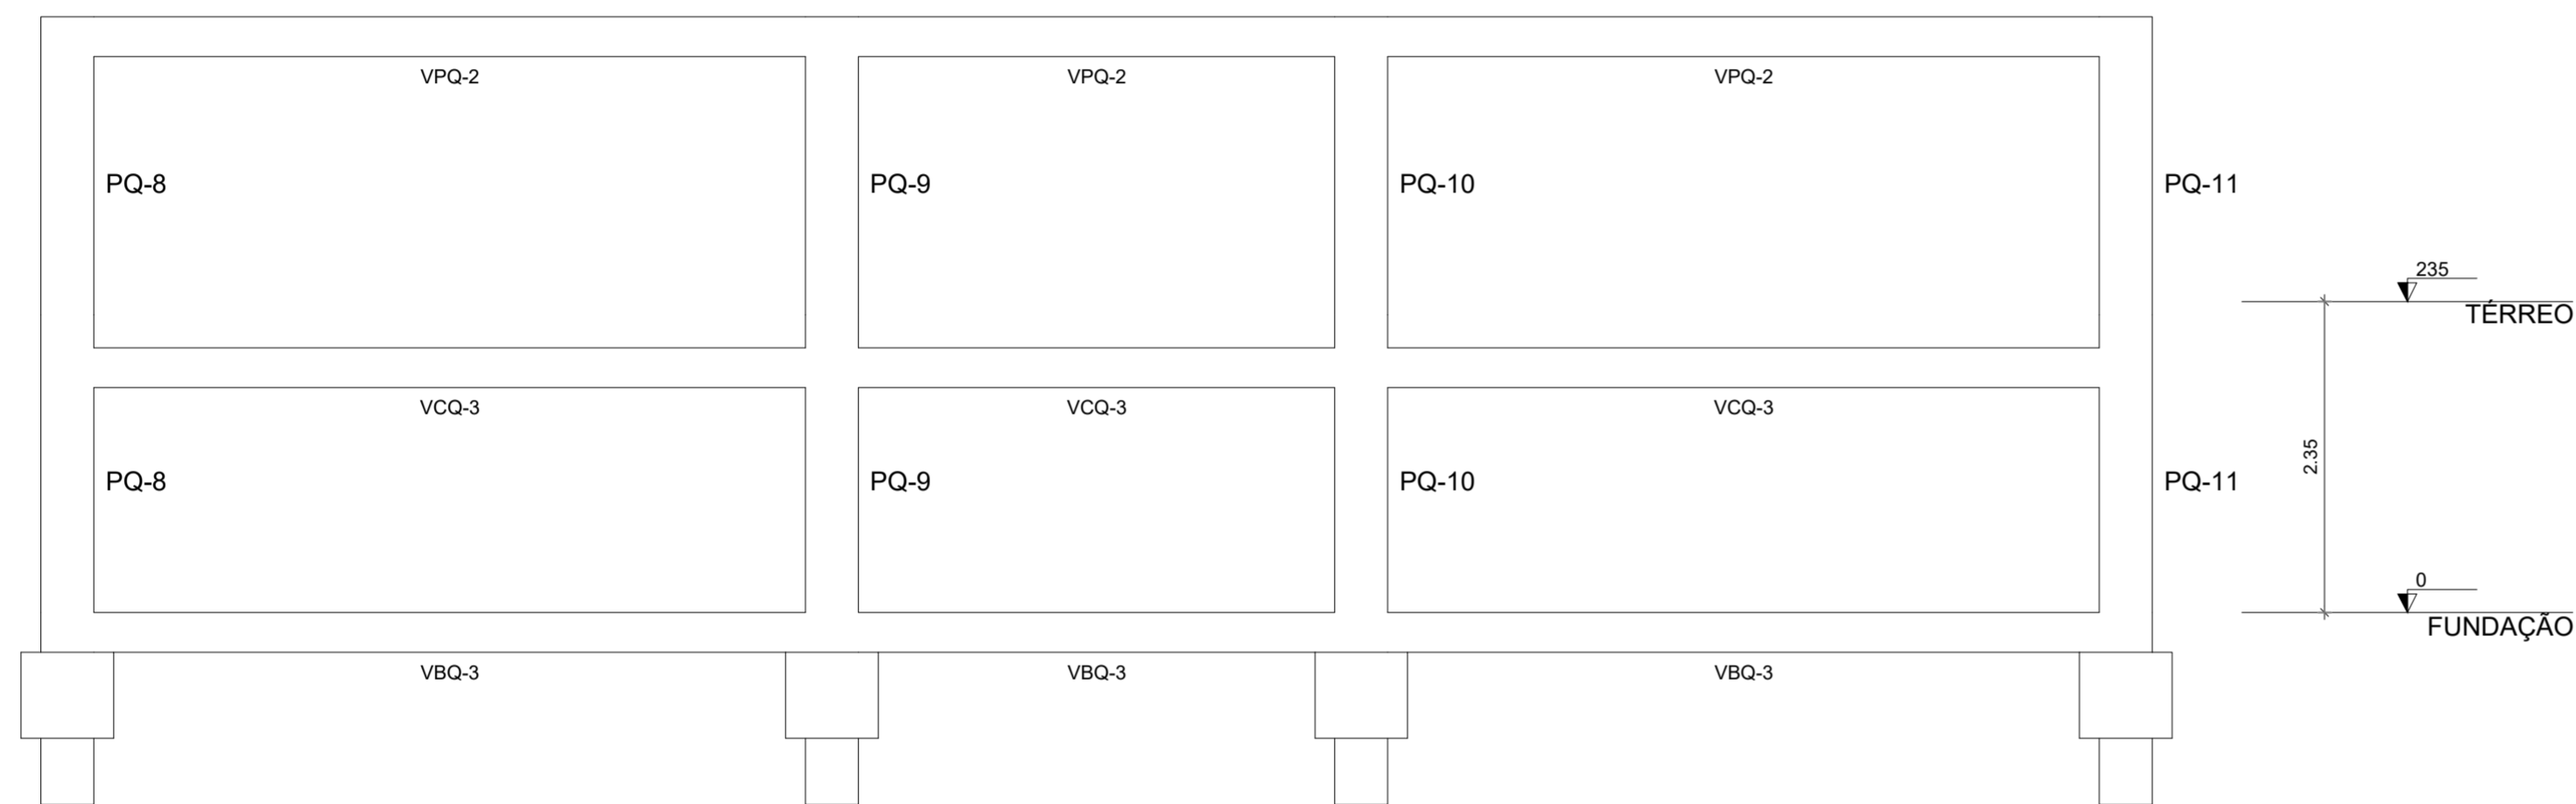 VPQ-2 VPQ-2 VPQ-2
PQ-8 PQ-9 PQ-10 PQ-11
235
TÉRREO
VCQ-3 VCQ-3 VCQ-3
2.35
PQ-8 PQ-9 PQ-10 PQ-11
0
FUNDAÇÃO
VBQ-3 VBQ-3 VBQ-3